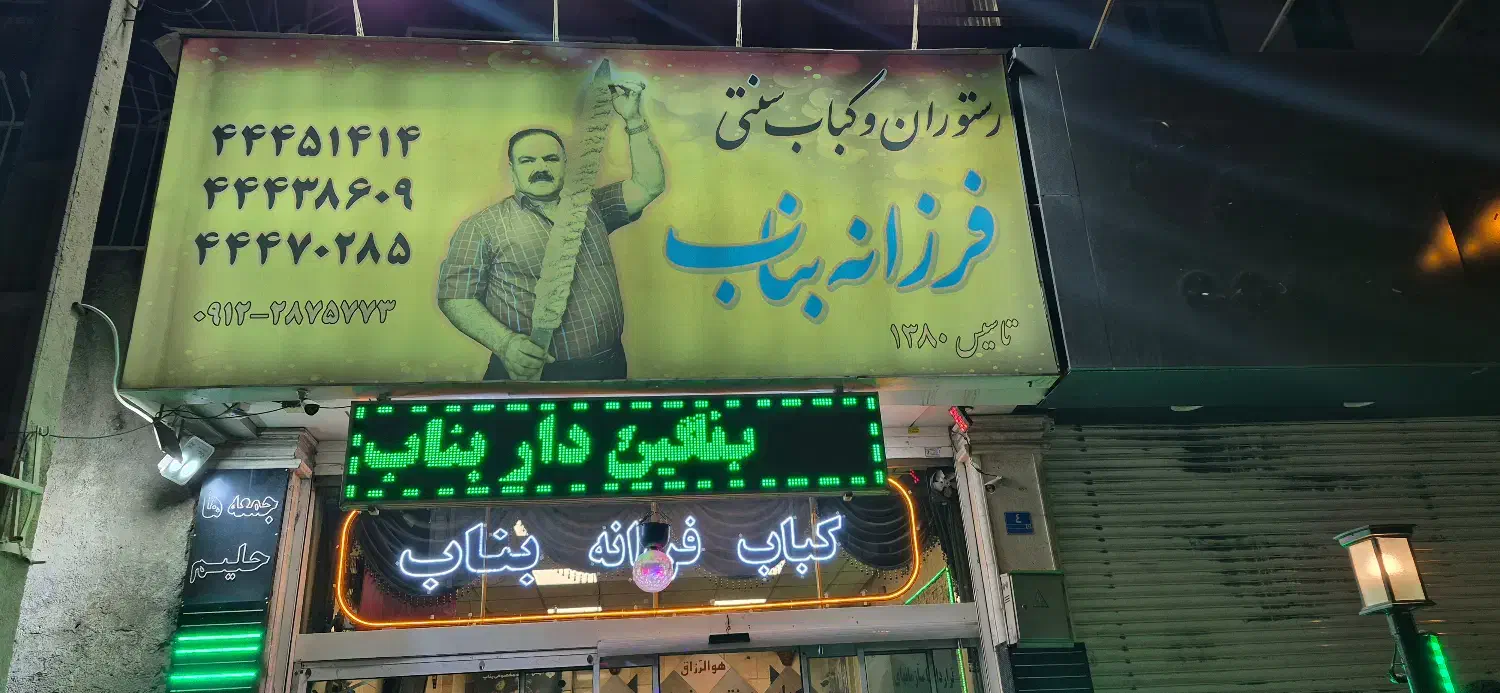 رستوران و کباب سنتی
فرزانه بناب
تاسیس ۱۳۸۰
۴۴۴۵۱۴۱۴
۴۴۴۳۸۶۰۹
۴۴۴۷۰۲۸۵
۰۹۱۲-۲۸۷۵۷۷۳
دار بناب
کباب فرزانه بناب
جمعه ها
حلیم
۴
هوالرزاق